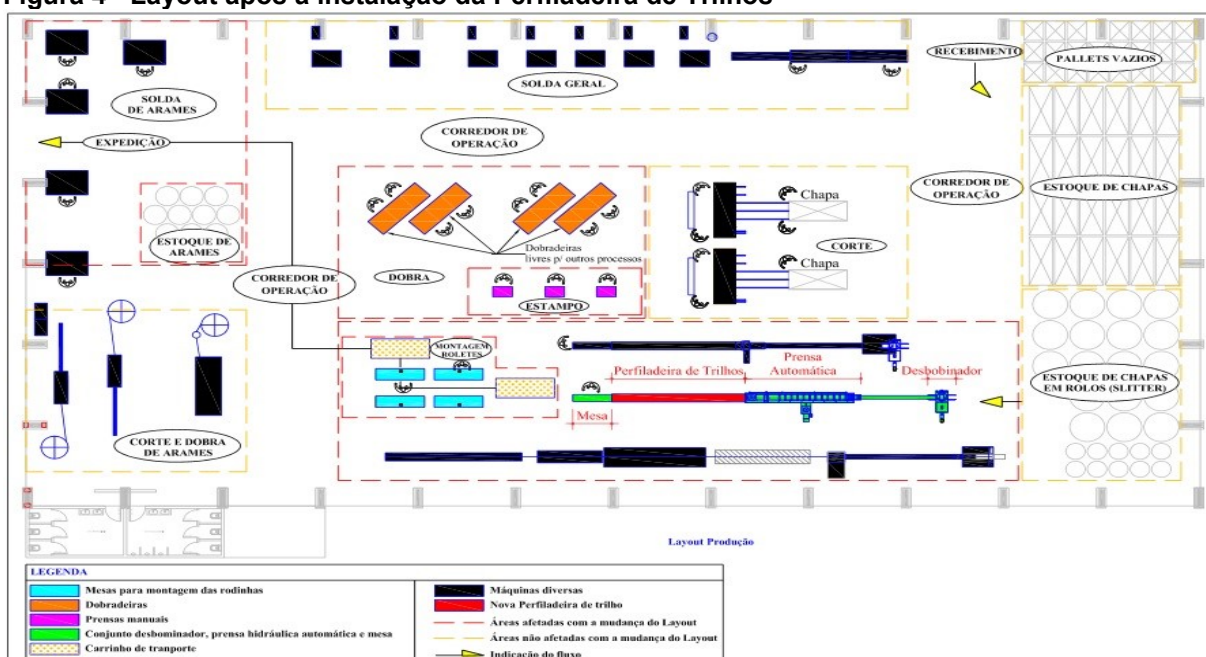 Figura 4 - Layout após a instalação da Perfiladeira de Trilhos
RECEBIMENTO
PALLETS VAZIOS
SOLDA GERAL
SOLDA
DE ARAMES
CORREDOR DE
OPERAÇÃO
EXPEDIÇÃO
CORREDOR DE
OPERAÇÃO
ESTOQUE DE CHAPAS
Chapa
ESTOQUE DE
ARAMES
Dobradeiras
livres p/ outros processos
CORTE
Chapa
DOBRA
CORREDOR DE
OPERAÇÃO
ESTAMPO
MONTAGEM
ROLETES
Prensa
Perfiladeira de Trilhos
Automática
Desbobinador
ESTOQUE DE CHAPAS
EM ROLOS (SLITTER)
Mesa
CORTE E DOBRA
DE ARAMES
Layout Produção
LEGENDA
Mesas para montagem das rodinhas
Dobradeiras
Prensas manuais
Conjunto desbominador, prensa hidráulica automática e mesa
Carrinho de tranporte
Máquinas diversas
Nova Perfiladeira de trilho
Áreas afetadas com a mudança do Layout
Áreas não afetadas com a mudança do Layout
Indicação do fluxo